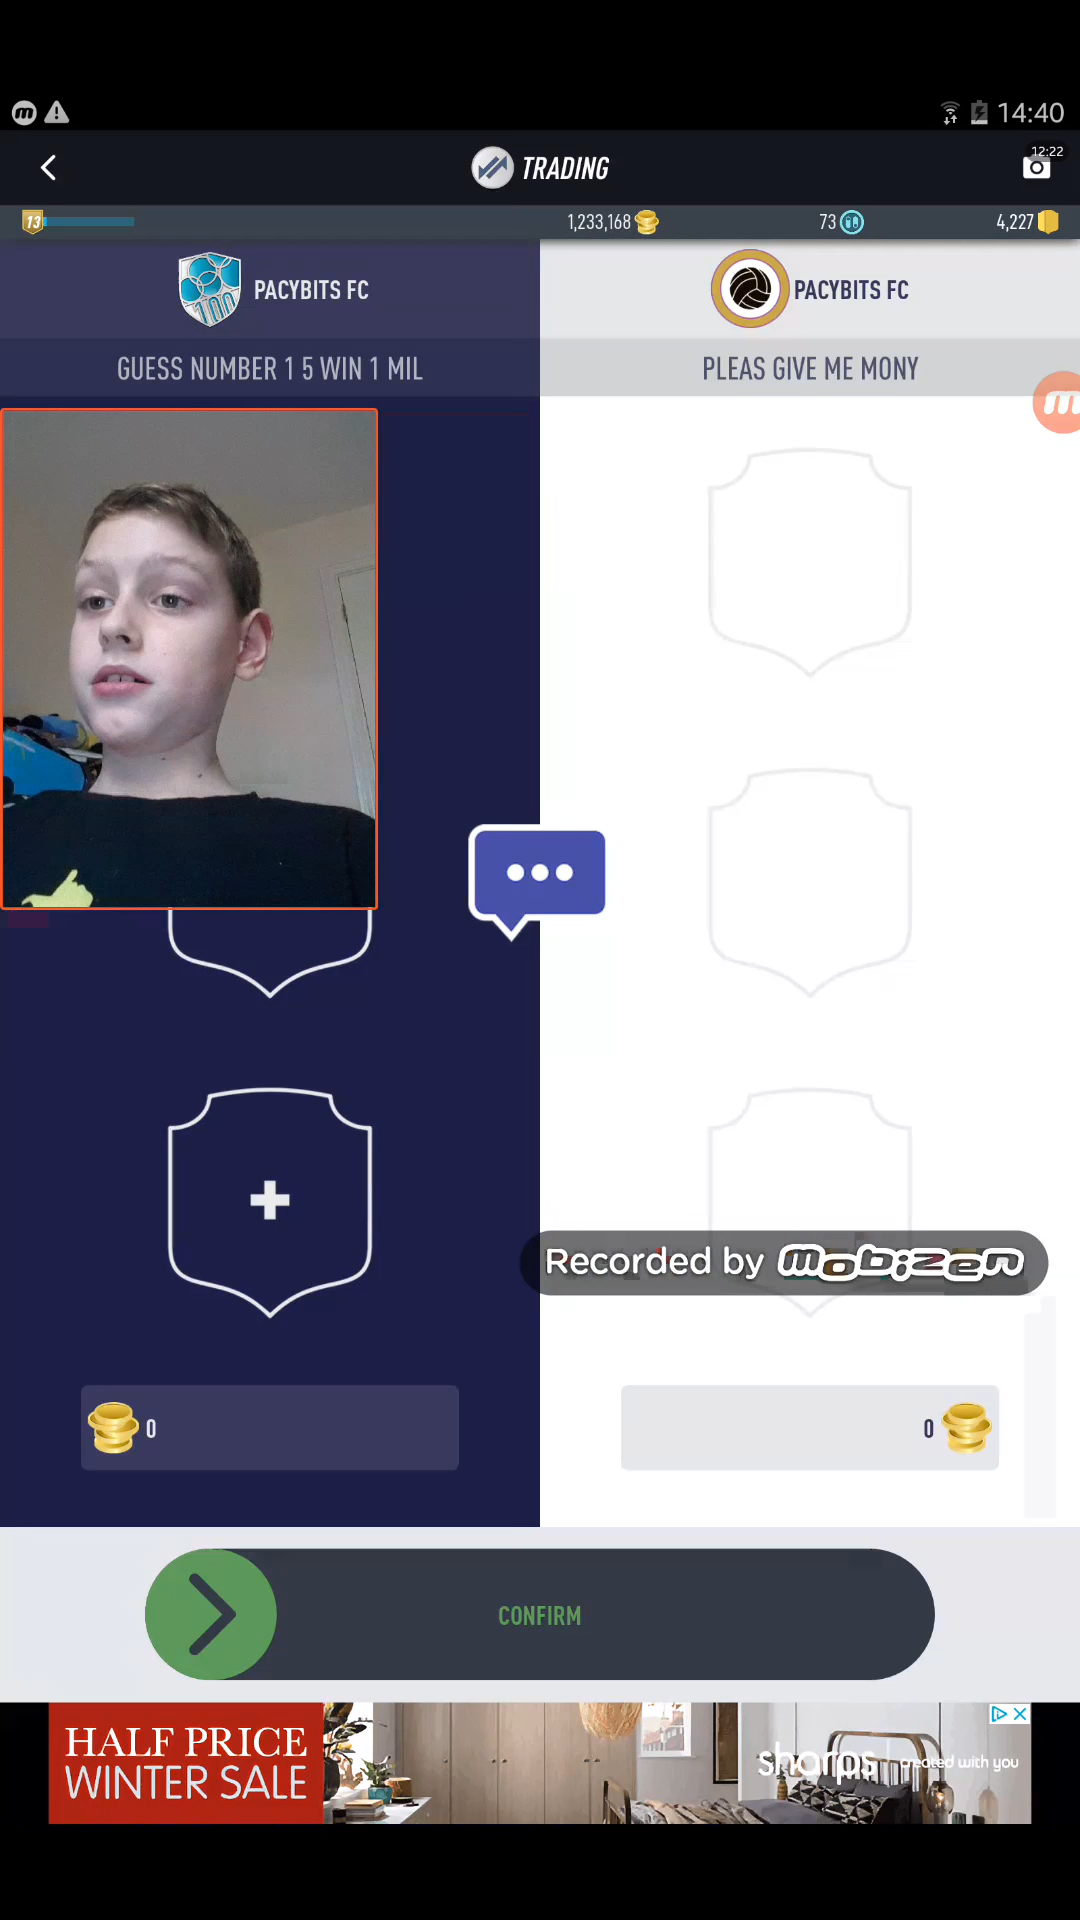 14:40
TRADING
12:22
13
1,233,168
73
4,227
PACYBITS FC
PACYBITS FC
100
GUESS NUMBER 1 5 WIN 1 MIL
PLEAS GIVE ME MONY
m
Recorded by mobizen
0
0
CONFIRM
HALF PRICE
WINTER SALE
sharps created with you